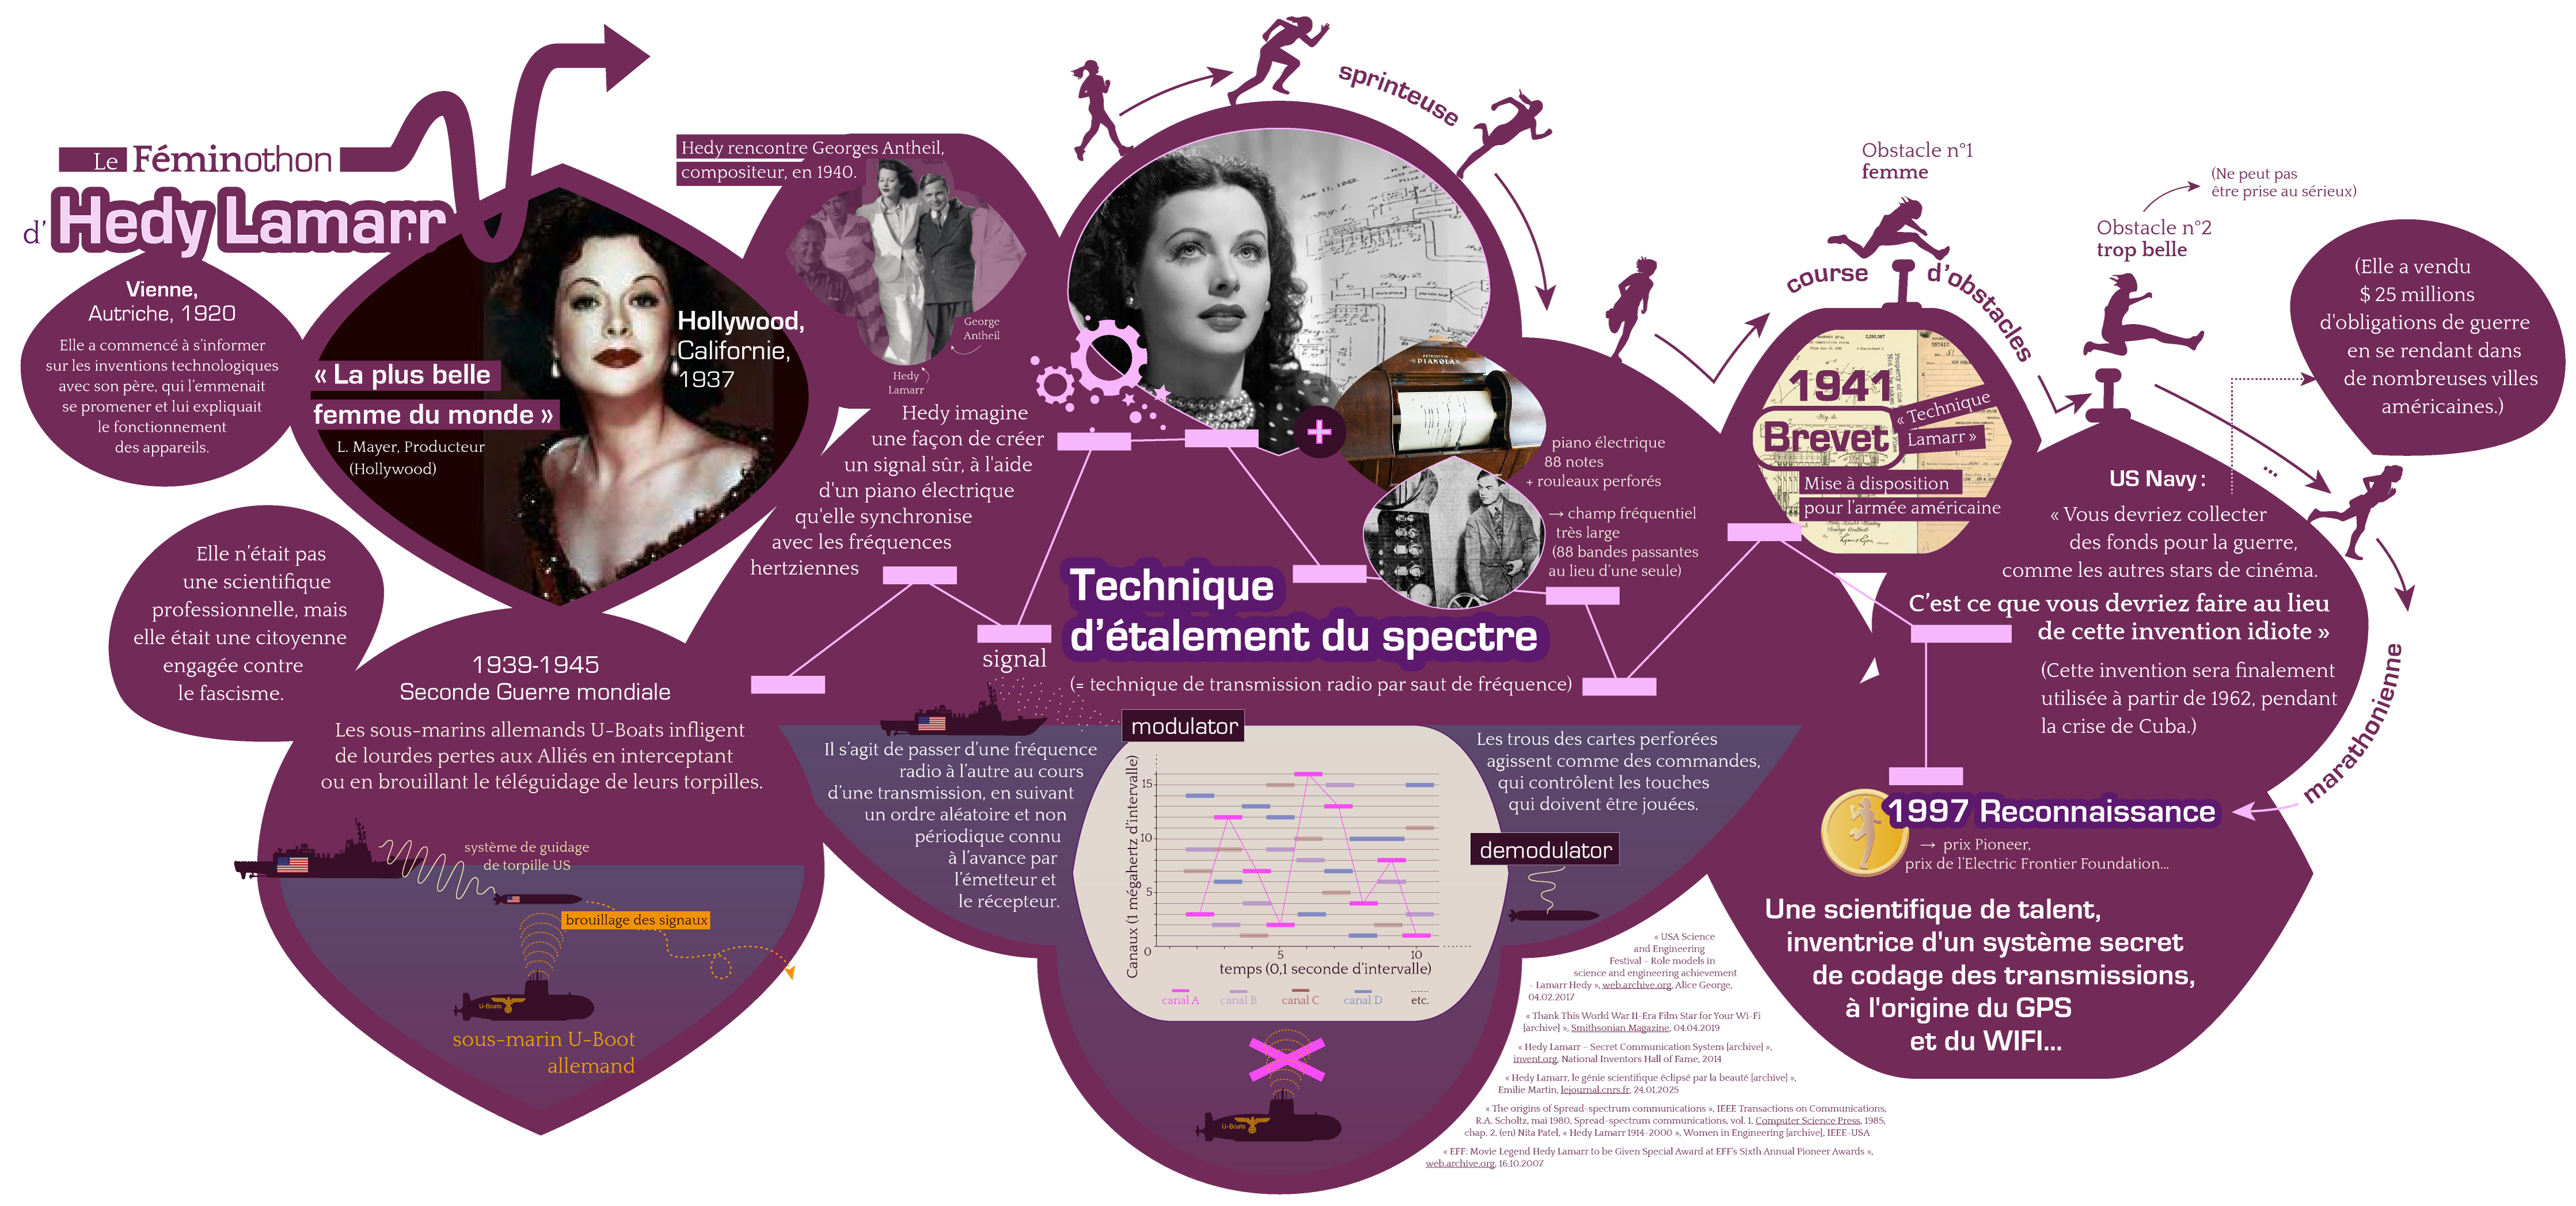 Le Féminothon
d’ Hedy Lamarr
Vienne,
Autriche, 1920
Elle a commencé à s’informer
sur les inventions technologiques
avec son père, qui l’emmenait
se promener et lui expliquait
le fonctionnement
des appareils.
« La plus belle
femme du monde »
L. Mayer, Producteur
(Hollywood)
Hollywood,
Californie,
1937
Elle n’était pas
une scientifique
professionnelle, mais
elle était une citoyenne
engagée contre
le fascisme.
1939-1945
Seconde Guerre mondiale
Les sous-marins allemands U-Boats infligent
de lourdes pertes aux Alliés en interceptant
ou en brouillant le téléguidage de leurs torpilles.
système de guidage
de torpille US
brouillage des signaux
U-Boats
sous-marin U-Boot
allemand
Hedy rencontre Georges Antheil,
compositeur, en 1940.
George
Antheil
Hedy
Lamarr
Hedy imagine
une façon de créer
un signal sûr, à l'aide
d'un piano électrique
qu'elle synchronise
avec les fréquences
hertziennes
signal
sprinteuse
+
PIANOLA
piano électrique
88 notes
+ rouleaux perforés
→ champ fréquentiel
très large
(88 bandes passantes
au lieu d’une seule)
Technique
d’étalement du spectre
(= technique de transmission radio par saut de fréquence)
Il s’agit de passer d’une fréquence
radio à l’autre au cours
d’une transmission, en suivant
un ordre aléatoire et non
périodique connu
à l’avance par
l’émetteur et
le récepteur.
modulator
Canaux (1 mégahertz d’intervalle)
15
10
5
0
5
10
temps (0,1 seconde d’intervalle)
canal A
canal B
canal C
canal D
etc.
Les trous des cartes perforées
agissent comme des commandes,
qui contrôlent les touches
qui doivent être jouées.
demodulator
U-Boats
course d’obstacles
Obstacle n°1
femme
Obstacle n°2
trop belle
(Ne peut pas
être prise au sérieux)
1941
Brevet
« Technique
Lamarr »
Mise à disposition
pour l’armée américaine
(Elle a vendu
$ 25 millions
d'obligations de guerre
en se rendant dans
de nombreuses villes
américaines.)
...
US Navy :
« Vous devriez collecter
des fonds pour la guerre,
comme les autres stars de cinéma.
C’est ce que vous devriez faire au lieu
de cette invention idiote »
(Cette invention sera finalement
utilisée à partir de 1962, pendant
la crise de Cuba.)
marathonienne
1997 Reconnaissance
→ prix Pioneer,
prix de l’Electric Frontier Foundation...
Une scientifique de talent,
inventrice d'un système secret
de codage des transmissions,
à l'origine du GPS
et du WIFI...
« USA Science
and Engineering
Festival – Role models in
science and engineering achievement
– Lamarr Hedy », web.archive.org, Alice George,
04.02.2017
« Thank This World War II-Era Film Star for Your Wi-Fi
[archive] », Smithsonian Magazine, 04.04.2019
« Hedy Lamarr – Secret Communication System [archive] »,
invent.org, National Inventors Hall of Fame, 2014
« Hedy Lamarr, le génie scientifique éclipsé par la beauté [archive] »,
Emilie Martin, lejournal.cnrs.fr, 24.01.2025
« The origins of Spread-spectrum communications », IEEE Transactions on Communications,
R.A. Scholtz, mai 1980, Spread-spectrum communications, vol. 1, Computer Science Press, 1985,
chap. 2. (en) Nita Patel, « Hedy Lamarr 1914-2000 », Women in Engineering [archive], IEEE-USA
« EFF: Movie Legend Hedy Lamarr to be Given Special Award at EFF’s Sixth Annual Pioneer Awards »,
web.archive.org, 16.10.2007